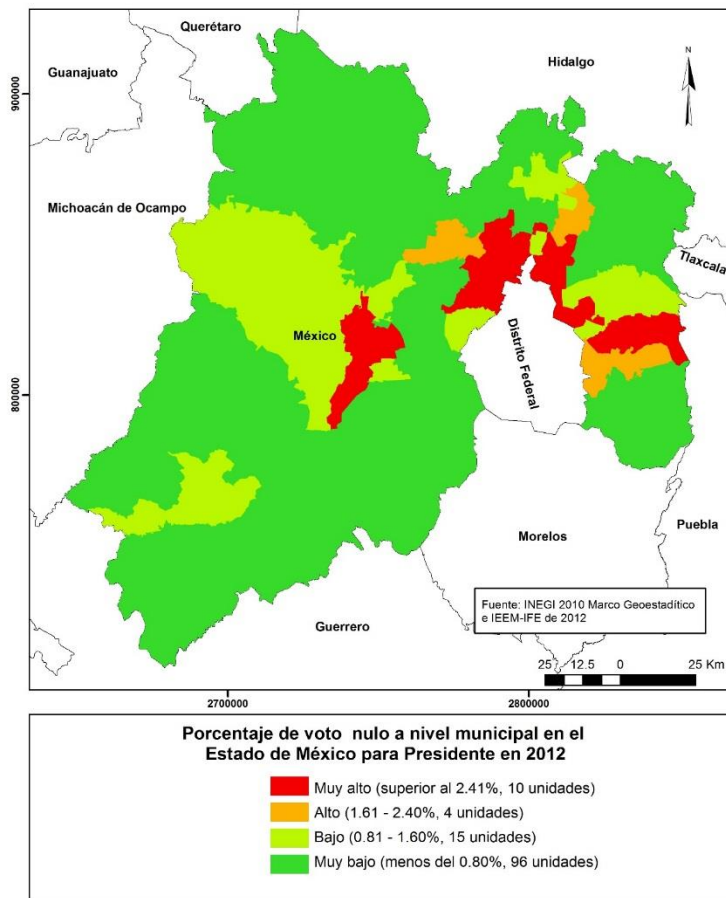 Querétaro
Guanajuato
Hidalgo
N
900000
Michoacán de Ocampo
Tlaxcala
México
Distrito Federal
800000
Morelos
Puebla
Guerrero
Fuente: INEGI 2010 Marco Geoestadítico
e IEEM-IFE de 2012
25 12.5 0 25 Km
2700000 2800000
Porcentaje de voto nulo a nivel municipal en el
Estado de México para Presidente en 2012
Muy alto (superior al 2.41%, 10 unidades)
Alto (1.61 - 2.40%, 4 unidades)
Bajo (0.81 - 1.60%, 15 unidades)
Muy bajo (menos del 0.80%, 96 unidades)